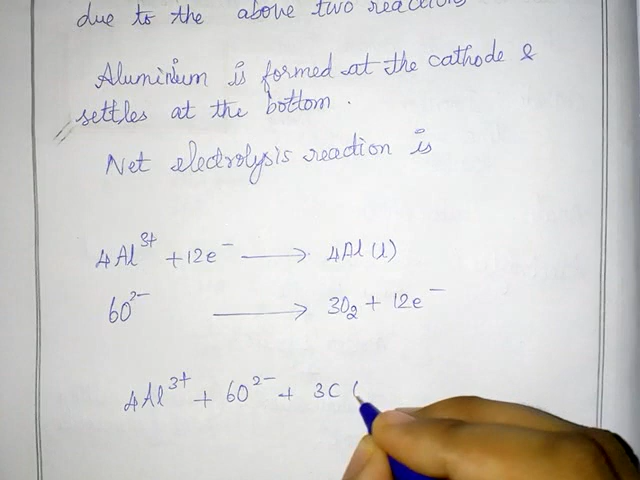 due to the above two reactions
Aluminium is formed at the cathode &
settles at the bottom.
Net electrolysis reaction is
4Al³⁺ + 12e⁻ ⟶ 4Al(l)
6O²⁻ ⟶ 3O₂ + 12e⁻
4Al³⁺ + 6O²⁻ + 3C (